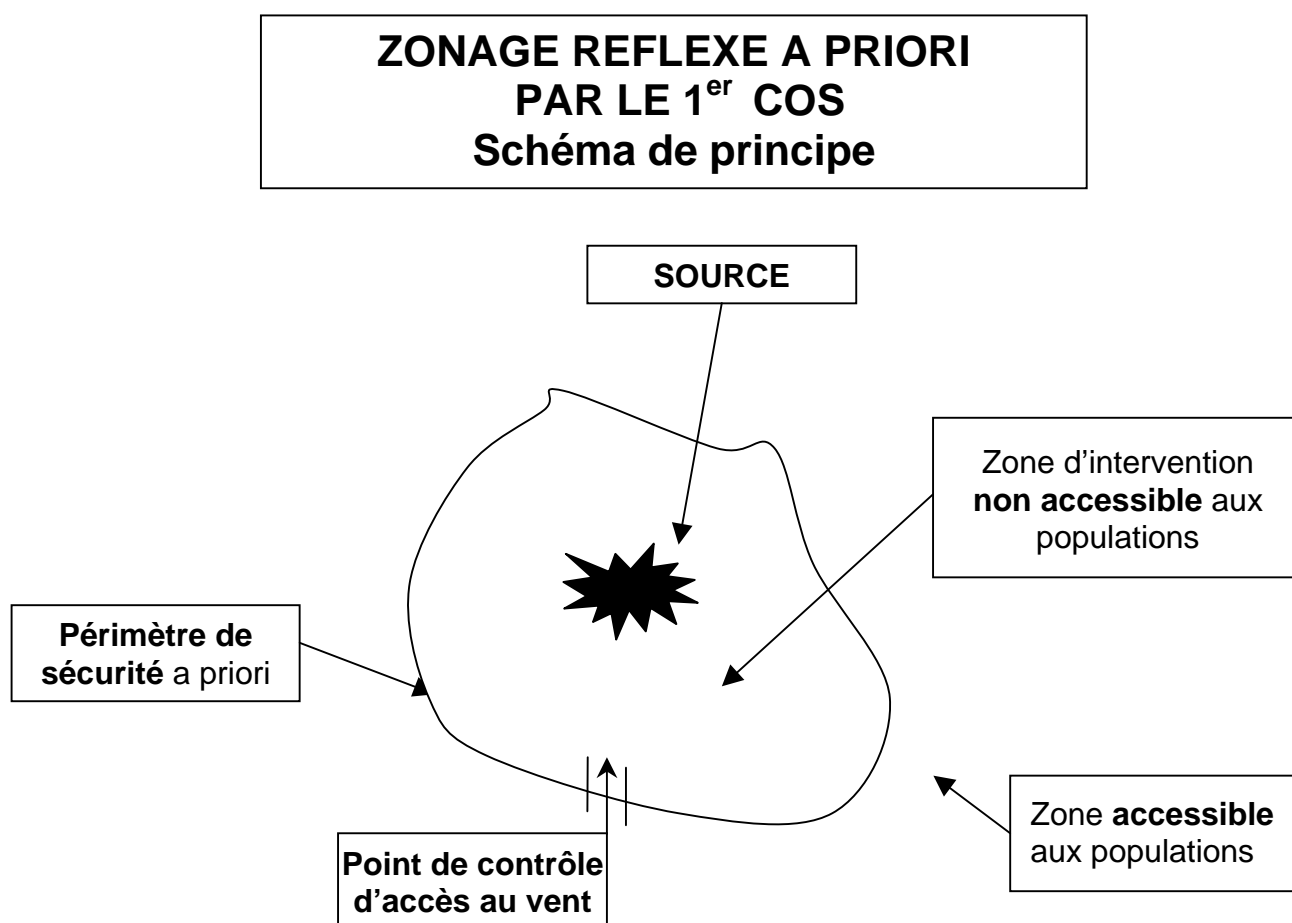 ZONAGE REFLEXE A PRIORI
PAR LE 1er COS
Schéma de principe
SOURCE
Zone d’intervention
non accessible aux
populations
Périmètre de
sécurité a priori
Zone accessible
aux populations
Point de contrôle
d’accès au vent